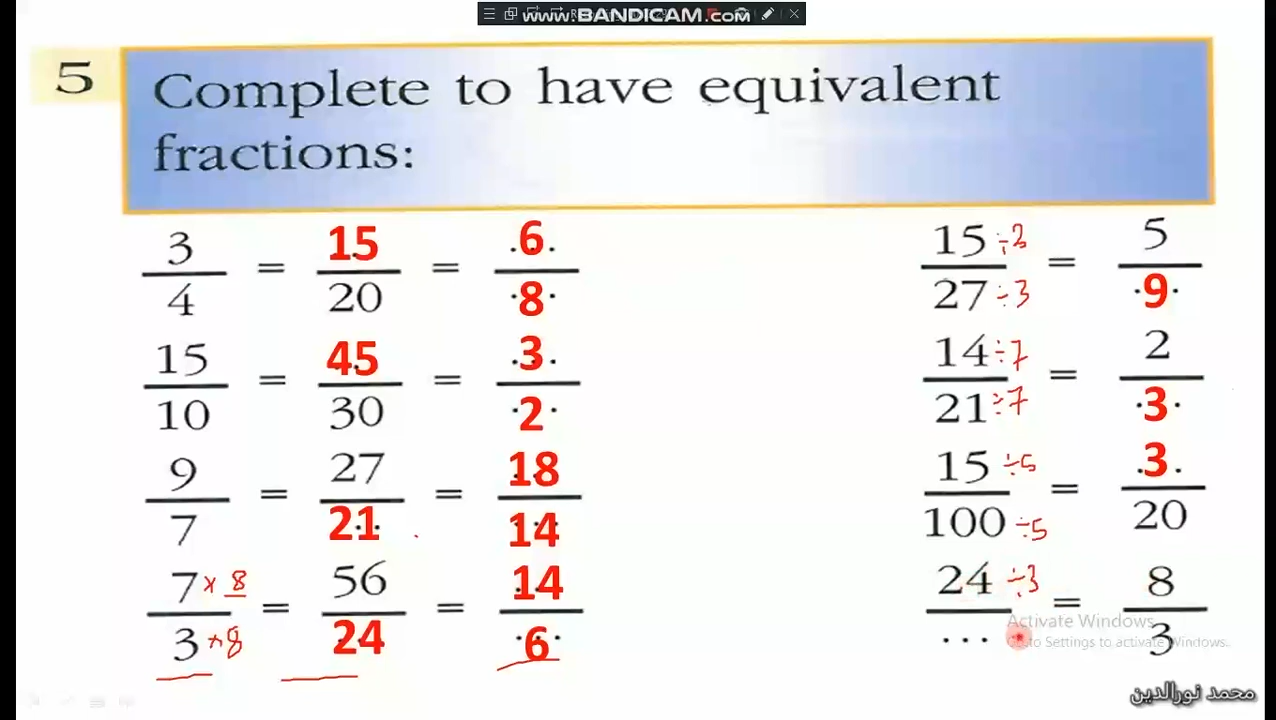 www.BANDICAM.com
5 Complete to have equivalent
fractions:
3/4 = 15/20 = 6/8
15/10 = 45/30 = 3/2
9/7 = 27/21 = 18/14
7 × 8/3 × 8 = 56/24 = 14/6
15 ÷ 3/27 ÷ 3 = 5/9
14 ÷ 7/21 ÷ 7 = 2/3
15 ÷ 5/100 ÷ 5 = 3/20
24 ÷ 3/... = 8/3
Activate Windows
to Settings to activate Windows.
محمد نورالدين